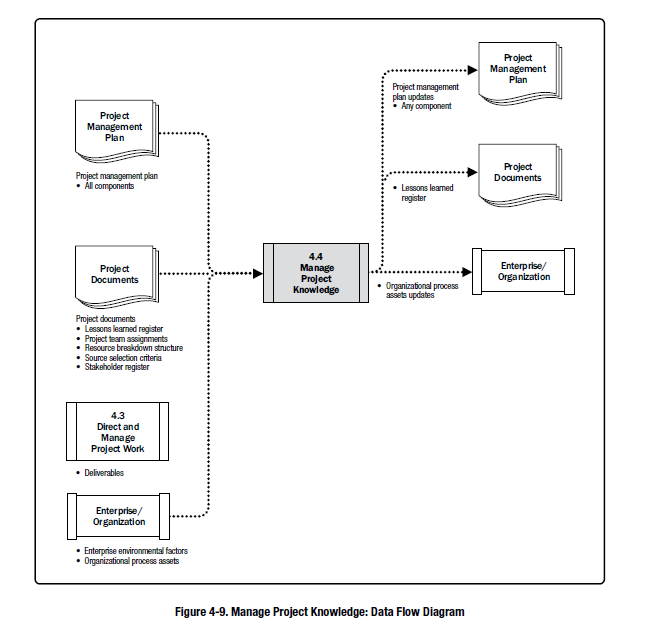 Project
Management
Plan
Project management plan
• All components
Project
Documents
Project documents
• Lessons learned register
• Project team assignments
• Resource breakdown structure
• Source selection criteria
• Stakeholder register
4.3
Direct and
Manage
Project Work
• Deliverables
Enterprise/
Organization
• Enterprise environmental factors
• Organizational process assets
4.4
Manage
Project
Knowledge
Project management
plan updates
• Any component
Project
Management
Plan
• Lessons learned
register
Project
Documents
• Organizational process
assets updates
Enterprise/
Organization
Figure 4-9. Manage Project Knowledge: Data Flow Diagram